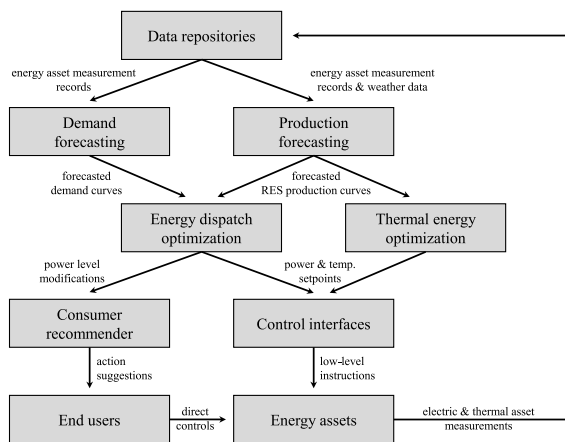 Data repositories
energy asset measurement
records
energy asset measurement
records & weather data
Demand
forecasting
Production
forecasting
forecasted
demand curves
forecasted
RES production curves
Energy dispatch
optimization
Thermal energy
optimization
power level
modifications
power & temp.
setpoints
Consumer
recommender
Control interfaces
action
suggestions
low-level
instructions
End users
direct
controls
Energy assets
electric & thermal asset
measurements